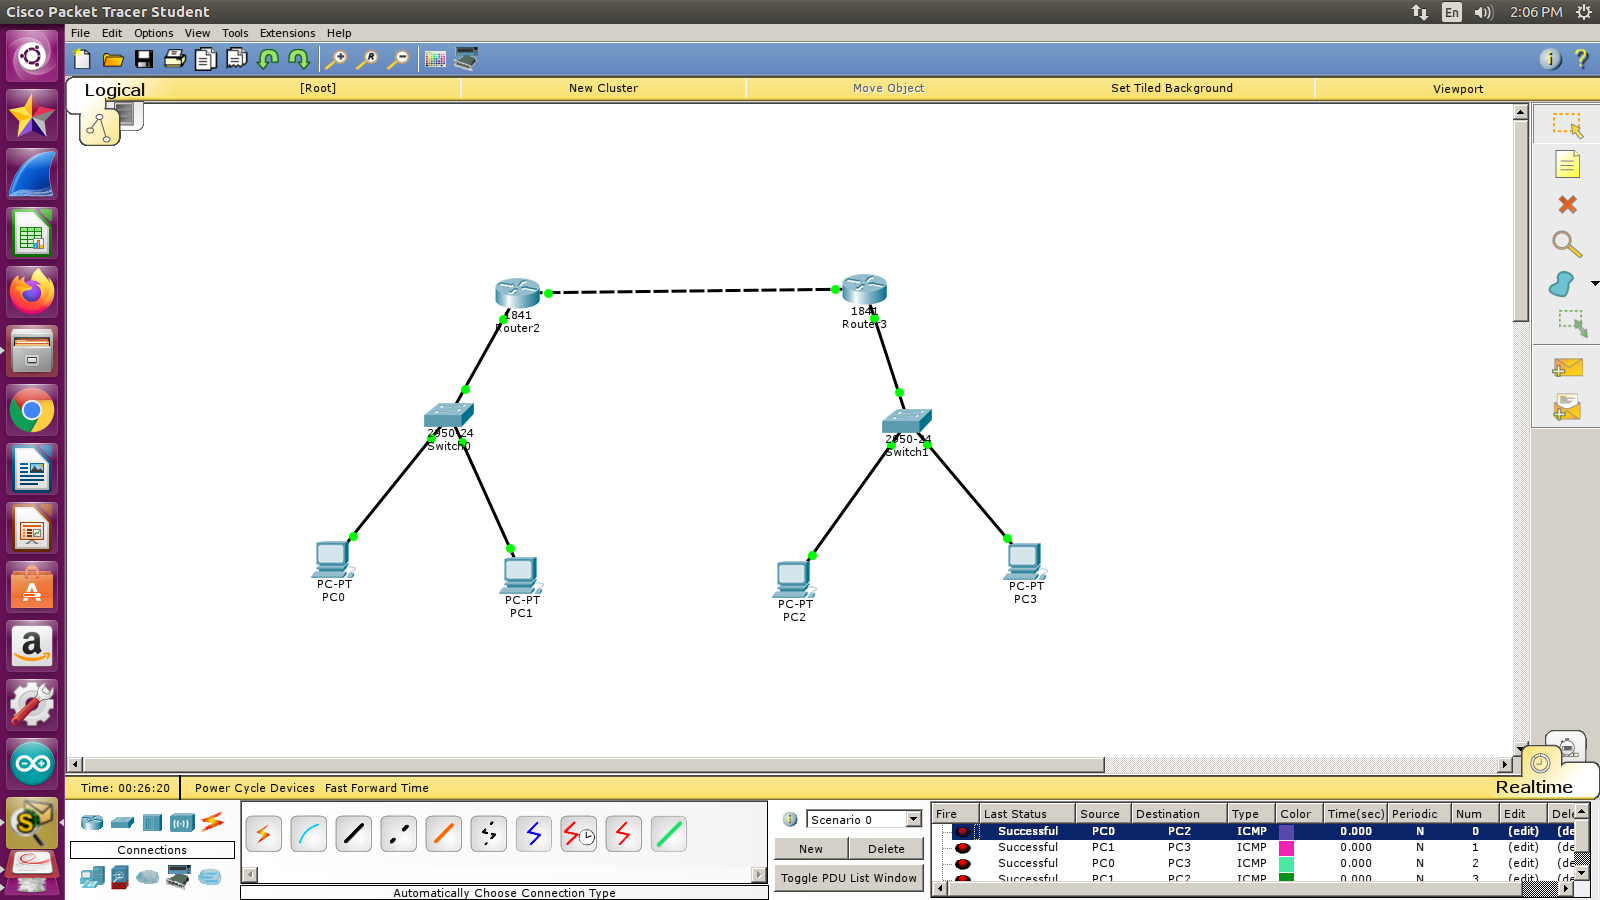 Cisco Packet Tracer Student
En
2:06 PM
File Edit Options View Tools Extensions Help
Logical [Root] New Cluster Move Object Set Tiled Background Viewport
1841
Router2
1841
Router3
2950-24
Switch0
2950-24
Switch1
PC-PT
PC0
PC-PT
PC1
PC-PT
PC2
PC-PT
PC3
Time: 00:26:20 Power Cycle Devices Fast Forward Time Realtime
Connections
Automatically Choose Connection Type
Scenario 0
New Delete
Toggle PDU List Window
Fire Last Status Source Destination Type Color Time(sec) Periodic Num Edit Dele
Successful PC0 PC2 ICMP 0.000 N 0 (edit) (de
Successful PC1 PC3 ICMP 0.000 N 1 (edit) (de
Successful PC0 PC3 ICMP 0.000 N 2 (edit) (de
Successful PC1 PC2 ICMP 0.000 N 3 (edit) (de